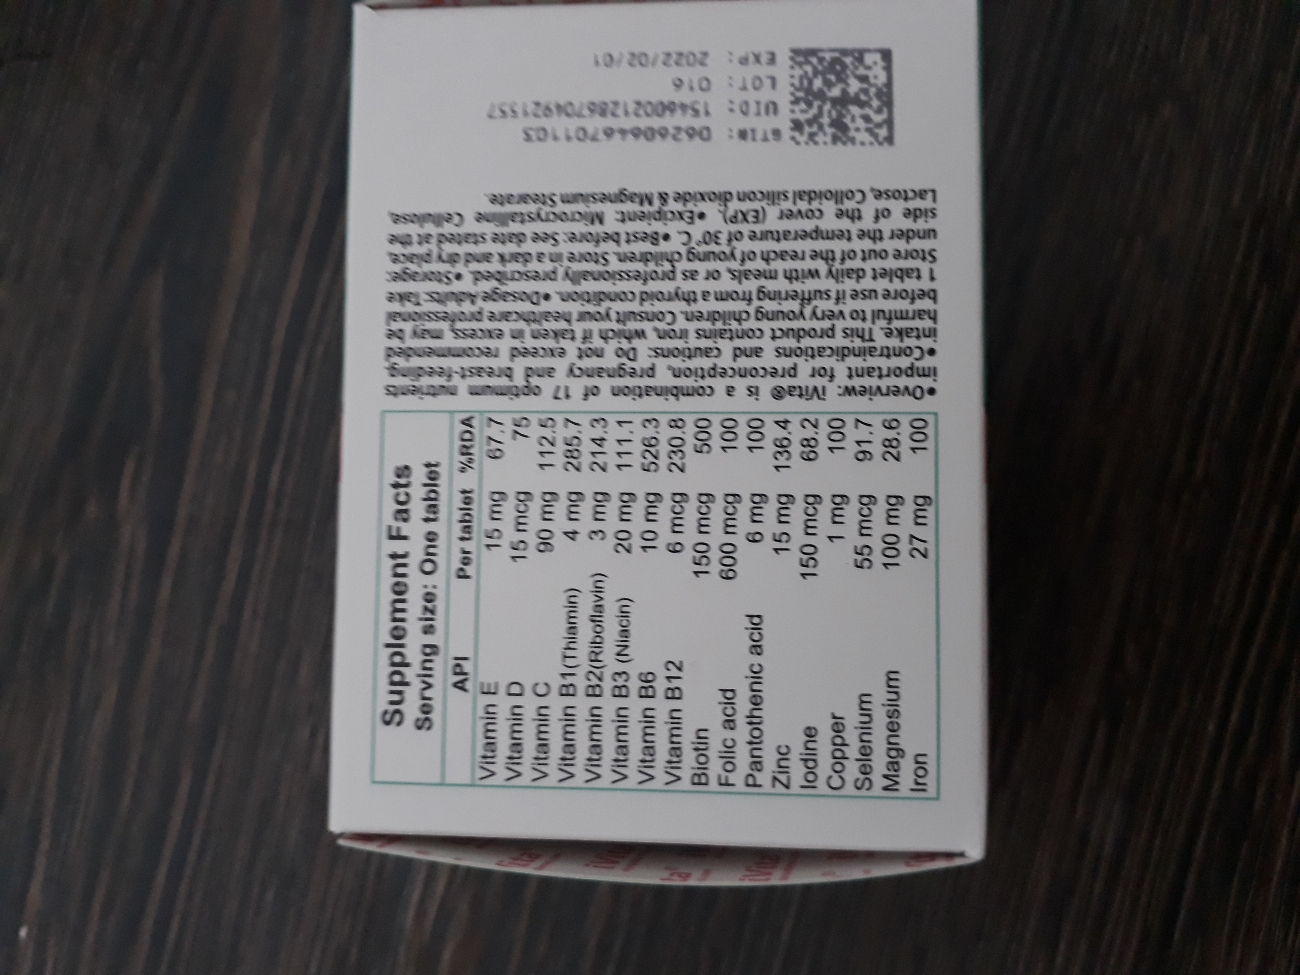 Supplement Facts
Serving size: One tablet
API Per tablet %RDA
Vitamin E 15 mg 67.7
Vitamin D 15 mcg 75
Vitamin C 90 mg 112.5
Vitamin B1(Thiamin) 4 mg 285.7
Vitamin B2(Riboflavin) 3 mg 214.3
Vitamin B3 (Niacin) 20 mg 111.1
Vitamin B6 10 mg 526.3
Vitamin B12 6 mcg 230.8
Biotin 150 mcg 500
Folic acid 600 mcg 100
Pantothenic acid 6 mg 100
Zinc 15 mg 136.4
Iodine 150 mcg 68.2
Copper 1 mg 100
Selenium 55 mcg 91.7
Magnesium 100 mg 28.6
Iron 27 mg 100
•Overview: iVita® is a combination of 17 optimum nutrients
important for preconception, pregnancy and breast-feeding.
•Contraindications and cautions: Do not exceed recommended
intake. This product contains iron, which if taken in excess, may be
harmful to very young children. Consult your healthcare professional
before use if suffering from a thyroid condition. •Dosage:Adults: Take
1 tablet daily with meals, or as professionally prescribed. •Storage:
Store out of the reach of young children. Store in a dark and dry place,
under the temperature of 30°C. •Best before: See date stated at the
side of the cover (EXP). •Excipient: Microcrystalline Cellulose,
Lactose, Colloidal silicon dioxide & Magnesium Stearate.
GTIN: 06260646701103
UID: 15460021286704921557
LOT: 016
EXP: 2022/02/01
iVita